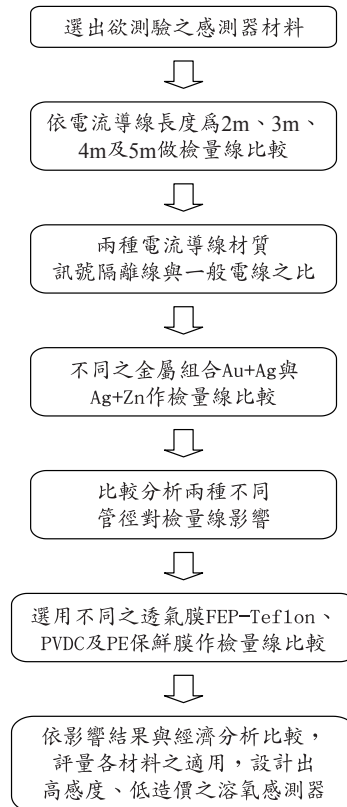 選出欲測驗之感測器材料
依電流導線長度爲2m、3m、
4m及5m做檢量線比較
兩種電流導線材質
訊號隔離線與一般電線之比
不同之金屬組合Au+Ag與
Ag+Zn作檢量線比較
比較分析兩種不同
管徑對檢量線影響
選用不同之透氣膜FEP-Teflon、
PVDC及PE保鮮膜作檢量線比較
依影響結果與經濟分析比較，
評量各材料之適用，設計出
高感度、低造價之溶氧感測器